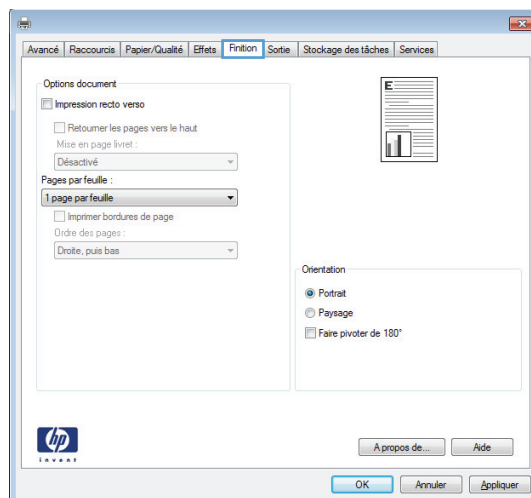 Avancé Raccourcis Papier/Qualité Effets Finition Sortie Stockage des tâches Services
Options document
Impression recto verso
Retourner les pages vers le haut
Mise en page livret :
Désactivé
Pages par feuille :
1 page par feuille
Imprimer bordures de page
Ordre des pages :
Droite, puis bas
E
Orientation
Portrait
Paysage
Faire pivoter de 180°
hp
invent
A propos de... Aide
OK Annuler Appliquer